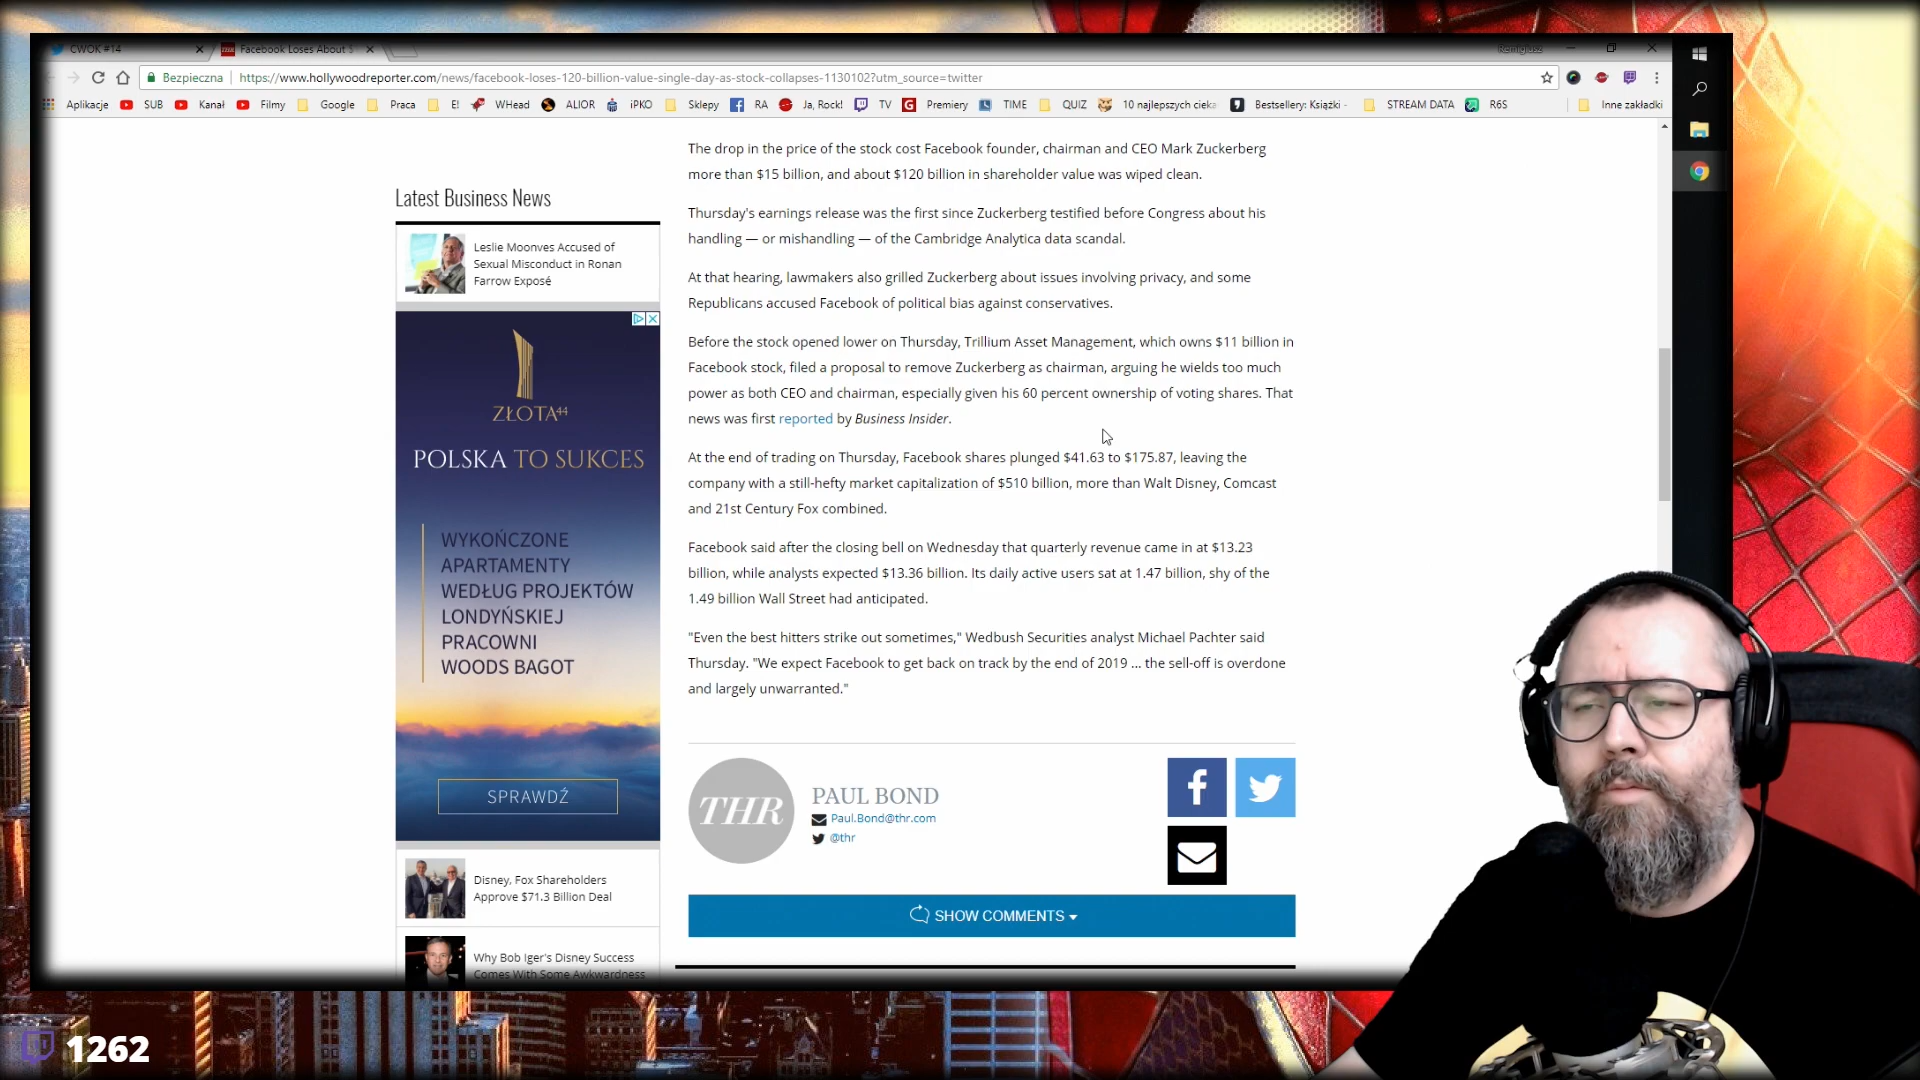 CWOK #14
Facebook Loses About $
Remigiusz
Bezpieczna
https://www.hollywoodreporter.com/news/facebook-loses-120-billion-value-single-day-as-stock-collapses-1130102?utm_source=twitter
Aplikacje SUB Kanał Filmy Google Praca E! WHead ALIOR iPKO Sklepy RA Ja, Rock! TV Premiery TIME QUIZ 10 najlepszych cieka Bestsellery: Książki - STREAM DATA R6S Inne zakładki
Latest Business News
Leslie Moonves Accused of
Sexual Misconduct in Ronan
Farrow Exposé
ZŁOTA44
POLSKA TO SUKCES
WYKOŃCZONE
APARTAMENTY
WEDŁUG PROJEKTÓW
LONDYŃSKIEJ
PRACOWNI
WOODS BAGOT
SPRAWDŹ
Disney, Fox Shareholders
Approve $71.3 Billion Deal
Why Bob Iger's Disney Success
Comes With Some Awkwardness
The drop in the price of the stock cost Facebook founder, chairman and CEO Mark Zuckerberg
more than $15 billion, and about $120 billion in shareholder value was wiped clean.
Thursday's earnings release was the first since Zuckerberg testified before Congress about his
handling — or mishandling — of the Cambridge Analytica data scandal.
At that hearing, lawmakers also grilled Zuckerberg about issues involving privacy, and some
Republicans accused Facebook of political bias against conservatives.
Before the stock opened lower on Thursday, Trillium Asset Management, which owns $11 billion in
Facebook stock, filed a proposal to remove Zuckerberg as chairman, arguing he wields too much
power as both CEO and chairman, especially given his 60 percent ownership of voting shares. That
news was first reported by Business Insider.
At the end of trading on Thursday, Facebook shares plunged $41.63 to $175.87, leaving the
company with a still-hefty market capitalization of $510 billion, more than Walt Disney, Comcast
and 21st Century Fox combined.
Facebook said after the closing bell on Wednesday that quarterly revenue came in at $13.23
billion, while analysts expected $13.36 billion. Its daily active users sat at 1.47 billion, shy of the
1.49 billion Wall Street had anticipated.
"Even the best hitters strike out sometimes," Wedbush Securities analyst Michael Pachter said
Thursday. "We expect Facebook to get back on track by the end of 2019 ... the sell-off is overdone
and largely unwarranted."
THR
PAUL BOND
Paul.Bond@thr.com
@thr
SHOW COMMENTS
1262